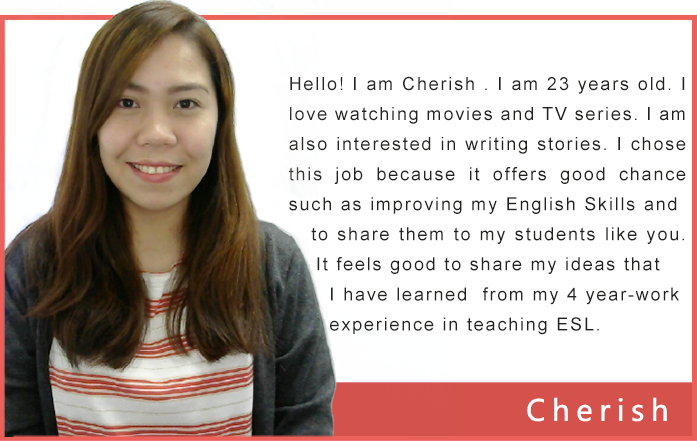 Hello! I am Cherish . I am 23 years old. I
love watching movies and TV series. I am
also interested in writing stories. I chose
this job because it offers good chance
such as improving my English Skills and
to share them to my students like you.
It feels good to share my ideas that
I have learned  from my 4 year-work
experience in teaching ESL.
Cherish